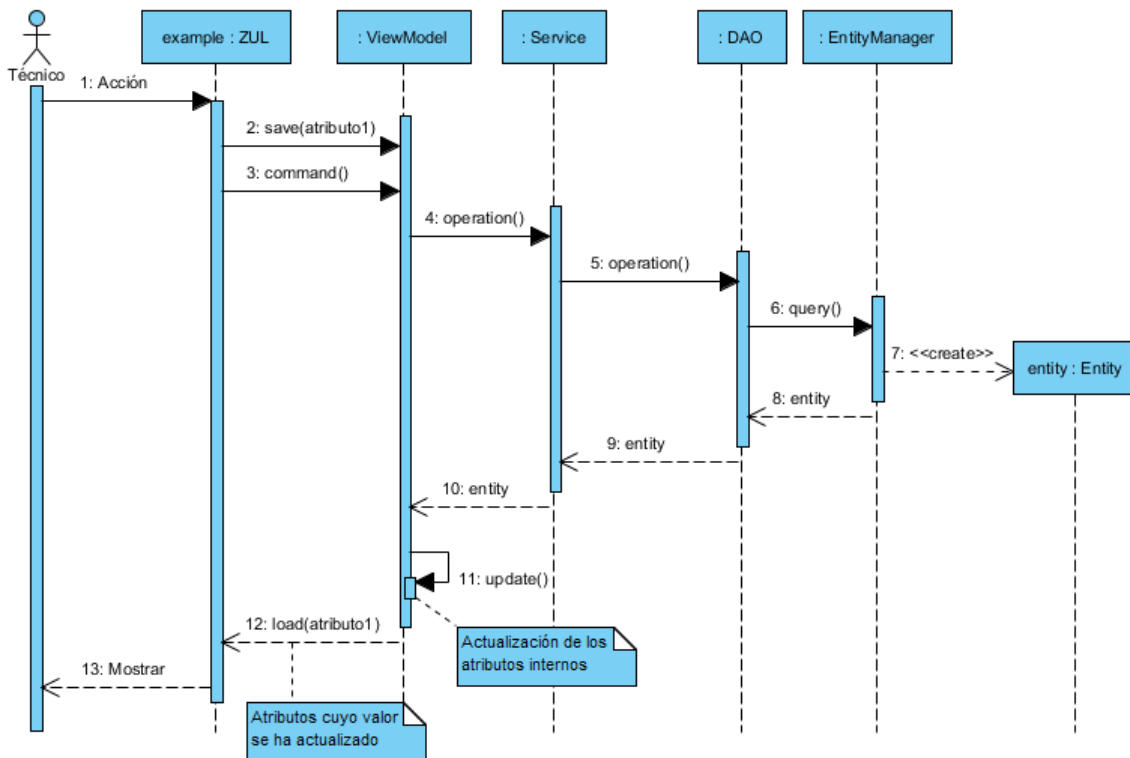 example : ZUL
: ViewModel
: Service
: DAO
: EntityManager
Técnico
1: Acción
2: save(atributo1)
3: command()
4: operation()
5: operation()
6: query()
7: <<create>>
entity : Entity
8: entity
9: entity
10: entity
11: update()
12: load(atributo1)
Actualización de los
atributos internos
13: Mostrar
Atributos cuyo valor
se ha actualizado